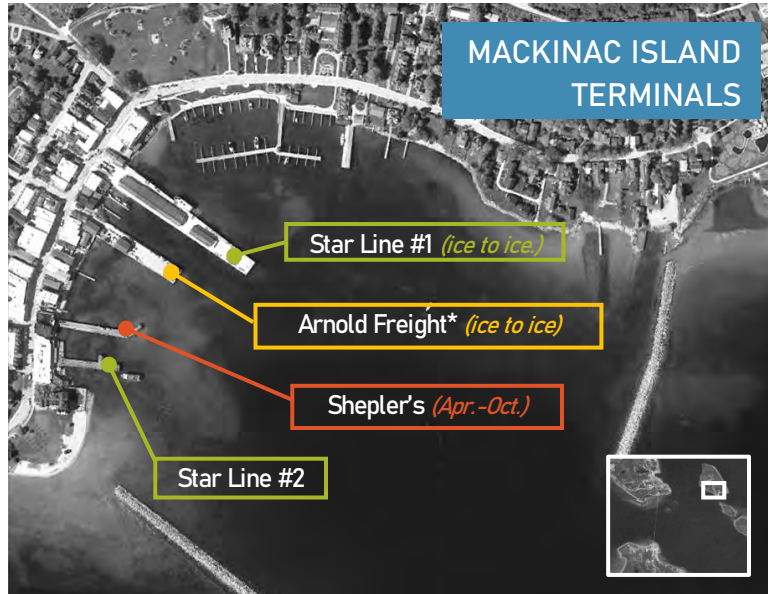 MACKINAC ISLAND
TERMINALS
Star Line #1 (ice to ice.)
Arnold Freight* (ice to ice)
Shepler's (Apr.-Oct.)
Star Line #2